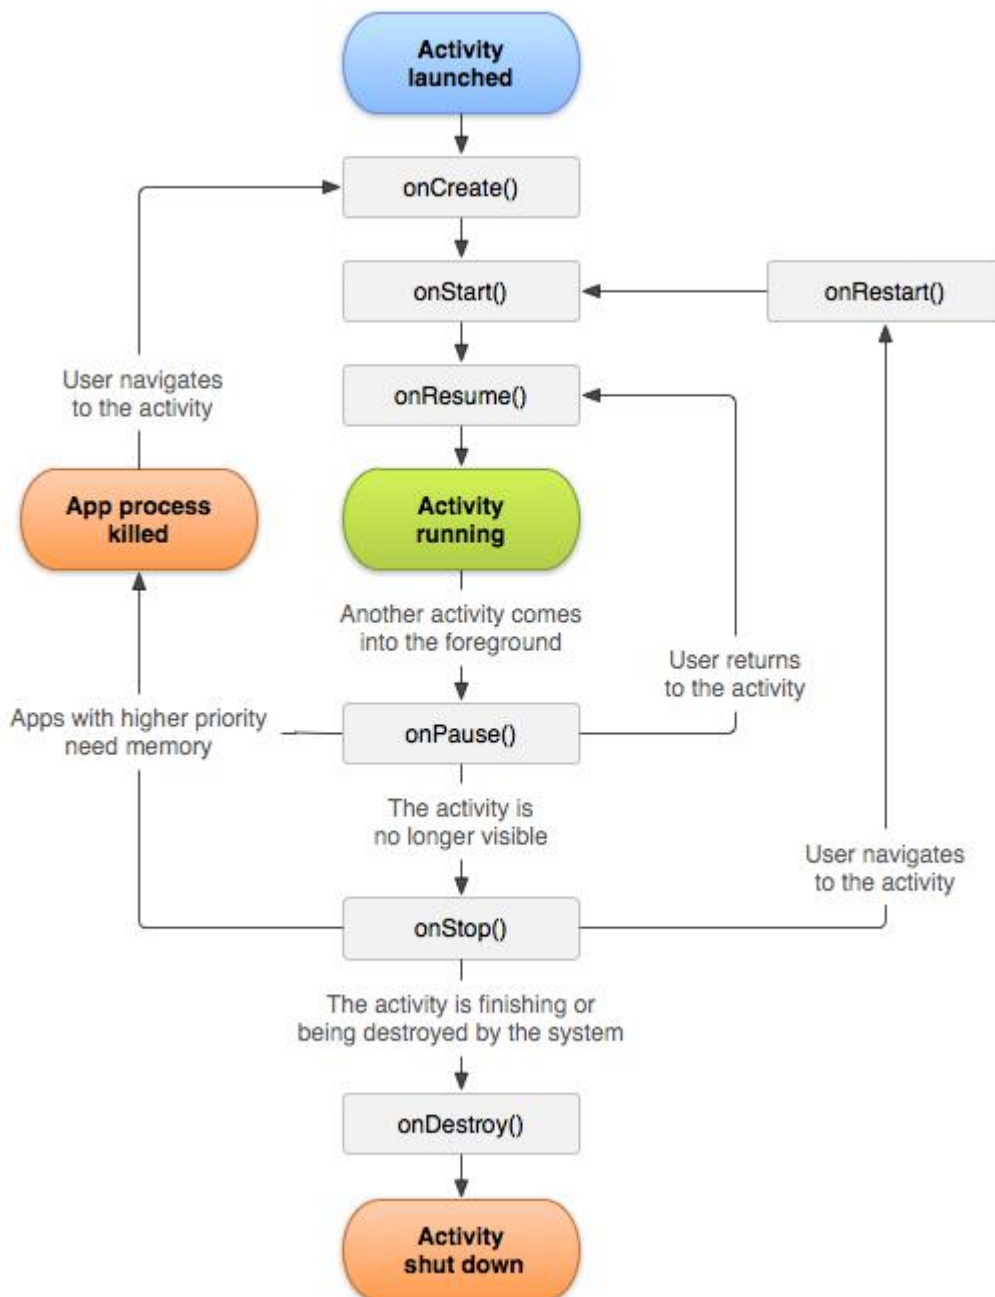 Activity
launched
onCreate()
onStart()
onRestart()
onResume()
User navigates
to the activity
App process
killed
Activity
running
Another activity comes
into the foreground
User returns
to the activity
Apps with higher priority
need memory
onPause()
The activity is
no longer visible
User navigates
to the activity
onStop()
The activity is finishing or
being destroyed by the system
onDestroy()
Activity
shut down